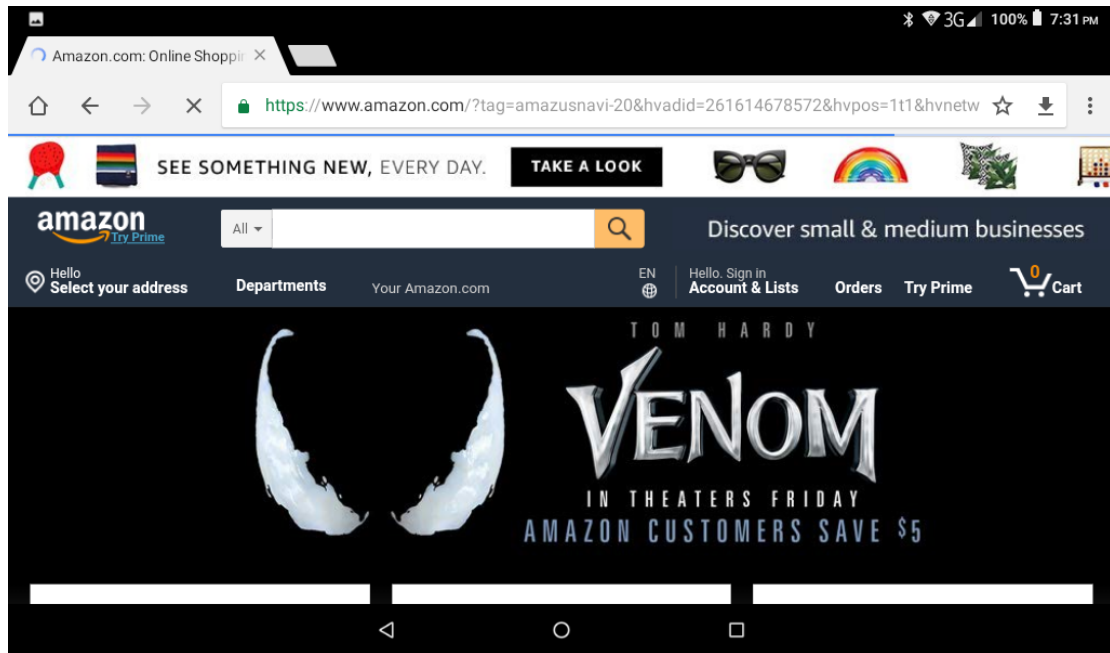 3G 100% 7:31 PM
Amazon.com: Online Shoppin
https://www.amazon.com/?tag=amazusnavi-20&hvadid=261614678572&hvpos=1t1&hvnetw
SEE SOMETHING NEW, EVERY DAY. TAKE A LOOK
amazon
Try Prime
All
Discover small & medium businesses
Hello
Select your address
Departments
Your Amazon.com
EN
Hello. Sign in
Account & Lists
Orders
Try Prime
0
Cart
TOM HARDY
VENOM
IN THEATERS FRIDAY
AMAZON CUSTOMERS SAVE $5